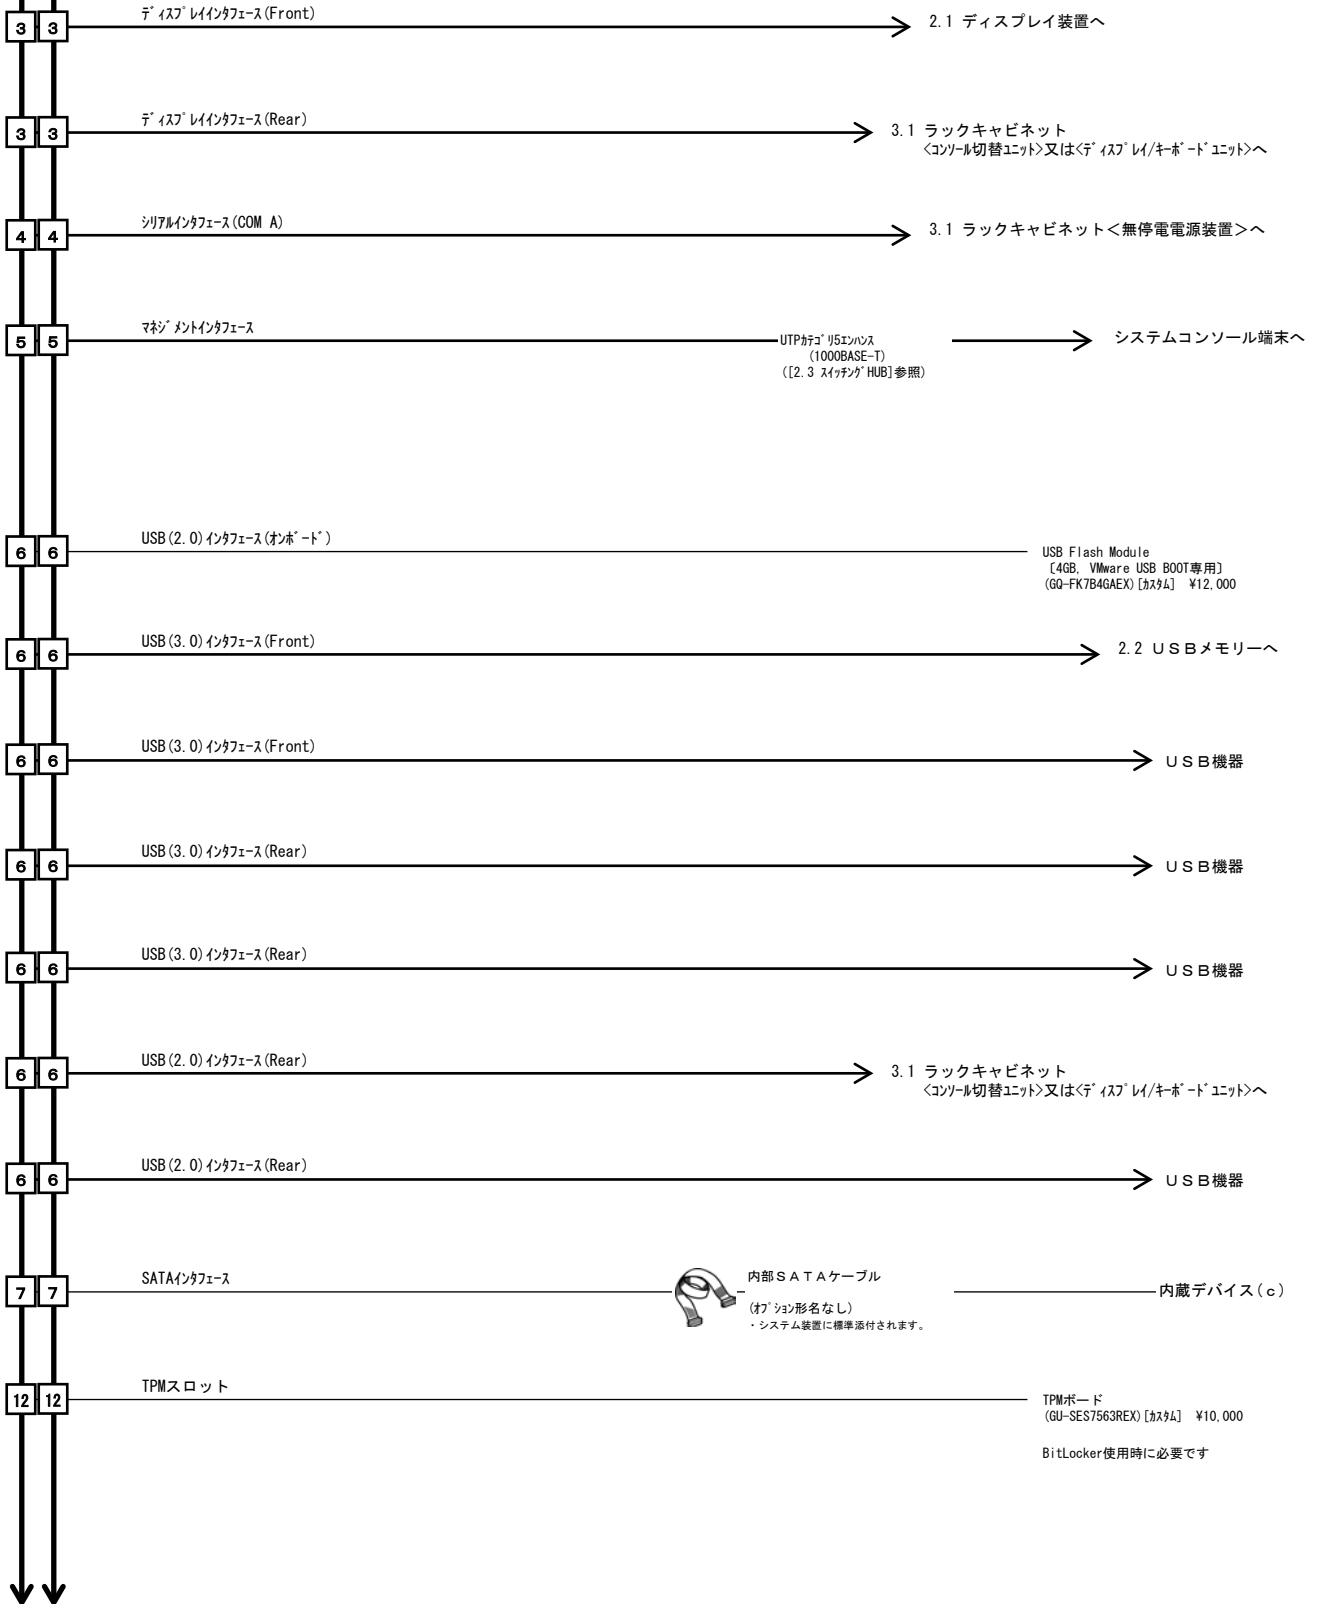 3 3 ﾃﾞｨｽﾌﾟﾚｲｲﾝﾀﾌｪｰｽ(Front) 2.1 ディスプレイ装置へ
3 3 ﾃﾞｨｽﾌﾟﾚｲｲﾝﾀﾌｪｰｽ(Rear) 3.1 ラックキャビネット
<ｺﾝｿｰﾙ切替ﾕﾆｯﾄ>又は<ﾃﾞｨｽﾌﾟﾚｲ/ｷｰﾎﾞｰﾄﾞﾕﾆｯﾄ>へ
4 4 ｼﾘｱﾙｲﾝﾀﾌｪｰｽ(COM A) 3.1 ラックキャビネット＜無停電電源装置＞へ
5 5 ﾏﾈｼﾞﾒﾝﾄｲﾝﾀﾌｪｰｽ システムコンソール端末へ
UTPｶﾃｺﾞﾘ5ｴﾝﾊﾝｽ
(1000BASE-T)
([2.3 ｽｲｯﾁﾝｸﾞHUB]参照)
6 6 USB(2.0)ｲﾝﾀﾌｪｰｽ(ｵﾝﾎﾞｰﾄﾞ)
USB Flash Module
〔4GB, VMware USB BOOT専用〕
(GQ-FK7B4GAEX)[ｶｽﾀﾑ] ¥12,000
6 6 USB(3.0)ｲﾝﾀﾌｪｰｽ(Front) 2.2 ＵＳＢメモリーへ
6 6 USB(3.0)ｲﾝﾀﾌｪｰｽ(Front) ＵＳＢ機器
6 6 USB(3.0)ｲﾝﾀﾌｪｰｽ(Rear) ＵＳＢ機器
6 6 USB(3.0)ｲﾝﾀﾌｪｰｽ(Rear) ＵＳＢ機器
6 6 USB(2.0)ｲﾝﾀﾌｪｰｽ(Rear) 3.1 ラックキャビネット
<ｺﾝｿｰﾙ切替ﾕﾆｯﾄ>又は<ﾃﾞｨｽﾌﾟﾚｲ/ｷｰﾎﾞｰﾄﾞﾕﾆｯﾄ>へ
6 6 USB(2.0)ｲﾝﾀﾌｪｰｽ(Rear) ＵＳＢ機器
7 7 SATAｲﾝﾀﾌｪｰｽ 内部ＳＡＴＡケーブル 内蔵デバイス(ｃ)
(ｵﾌﾟｼｮﾝ形名なし)
・システム装置に標準添付されます。
12 12 TPMスロット
TPMボード
(GU-SES7563REX)[ｶｽﾀﾑ] ¥10,000
BitLocker使用時に必要です